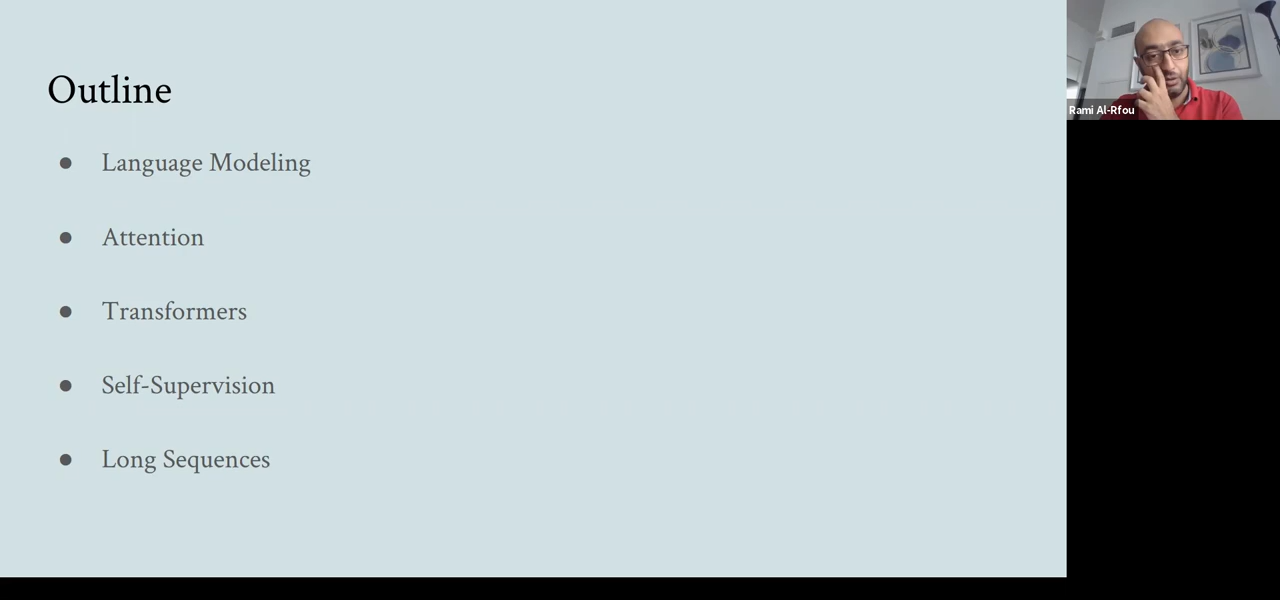 Outline
● Language Modeling
● Attention
● Transformers
● Self-Supervision
● Long Sequences
Rami Al-Rfou